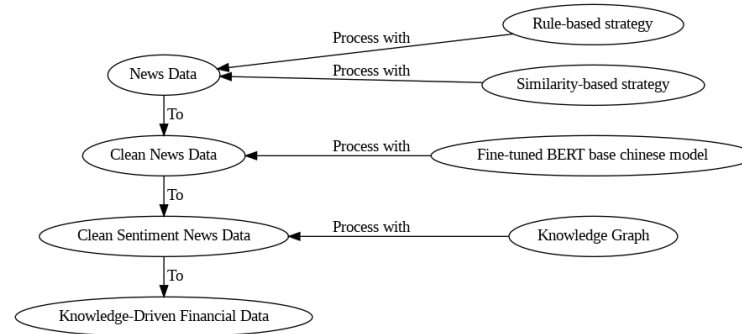 Rule-based strategy
Process with
News Data
Process with
Similarity-based strategy
To
Clean News Data
Process with
Fine-tuned BERT base chinese model
To
Clean Sentiment News Data
Process with
Knowledge Graph
To
Knowledge-Driven Financial Data